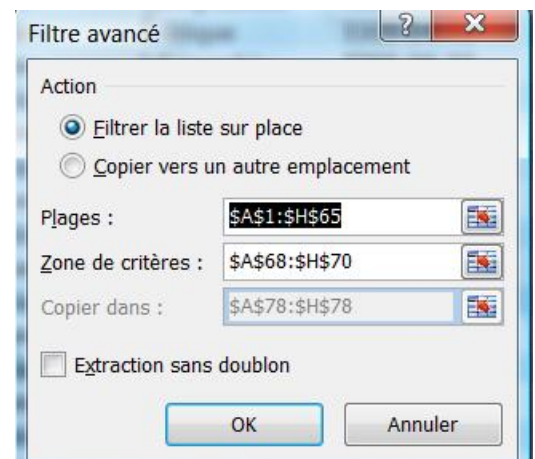 Filtre avancé
Action
Filtrer la liste sur place
Copier vers un autre emplacement
Plages : $A$1:$H$65
Zone de critères : $A$68:$H$70
Copier dans : $A$78:$H$78
Extraction sans doublon
OK Annuler